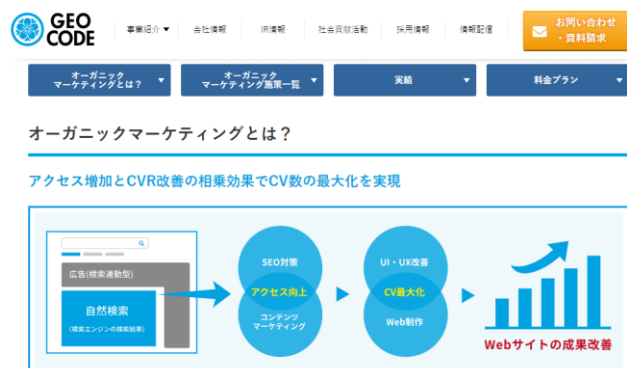 GEO
CODE
事業紹介▼ 会社情報 IR情報 社会貢献活動 採用情報 情報配信
お問い合わせ
・資料請求
オーガニック
マーケティングとは？ ▼
オーガニック
マーケティング施策一覧 ▼
実績 ▼
料金プラン ▼
オーガニックマーケティングとは？
アクセス増加とCVR改善の相乗効果でCV数の最大化を実現
広告(検索連動型)
自然検索
(検索エンジンの検索結果)
SEO対策
アクセス向上
コンテンツ
マーケティング
UI・UX改善
CV最大化
Web制作
Webサイトの成果改善